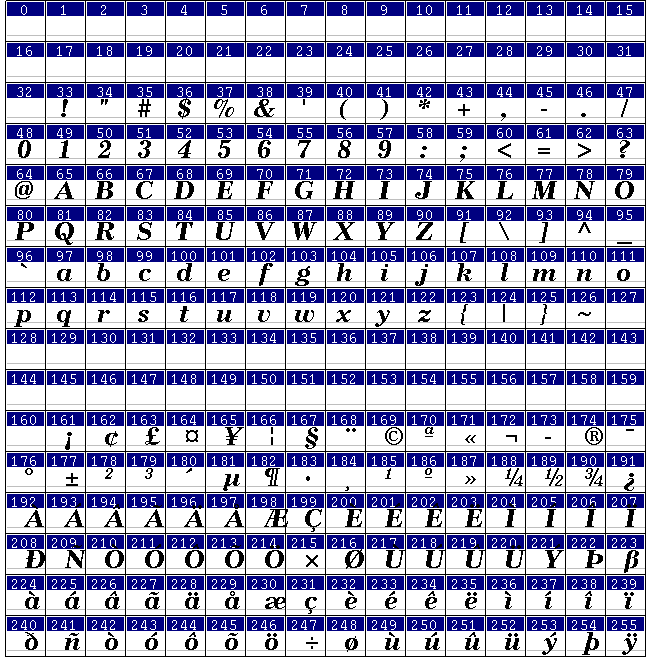 0 1 2 3 4 5 6 7 8 9 10 11 12 13 14 15
16 17 18 19 20 21 22 23 24 25 26 27 28 29 30 31
32 33 34 35 36 37 38 39 40 41 42 43 44 45 46 47
! " # $ % & ' ( ) * + , - . /
48 49 50 51 52 53 54 55 56 57 58 59 60 61 62 63
0 1 2 3 4 5 6 7 8 9 : ; < = > ?
64 65 66 67 68 69 70 71 72 73 74 75 76 77 78 79
@ A B C D E F G H I J K L M N O
80 81 82 83 84 85 86 87 88 89 90 91 92 93 94 95
P Q R S T U V W X Y Z [ \ ] ^ _
96 97 98 99 100 101 102 103 104 105 106 107 108 109 110 111
` a b c d e f g h i j k l m n o
112 113 114 115 116 117 118 119 120 121 122 123 124 125 126 127
p q r s t u v w x y z { | } ~
128 129 130 131 132 133 134 135 136 137 138 139 140 141 142 143
144 145 146 147 148 149 150 151 152 153 154 155 156 157 158 159
160 161 162 163 164 165 166 167 168 169 170 171 172 173 174 175
¡ ¢ £ ¤ ¥ ¦ § ¨ © ª « ¬ - ® ¯
176 177 178 179 180 181 182 183 184 185 186 187 188 189 190 191
° ± ² ³ ´ µ ¶ · ¸ ¹ º » ¼ ½ ¾ ¿
192 193 194 195 196 197 198 199 200 201 202 203 204 205 206 207
A A A A A A Æ Ç E E E E I I I I
208 209 210 211 212 213 214 215 216 217 218 219 220 221 222 223
Ð N O O O O O × Ø U U U U Y Þ ß
224 225 226 227 228 229 230 231 232 233 234 235 236 237 238 239
à á â ã ä å æ ç è é ê ë ì í î ï
240 241 242 243 244 245 246 247 248 249 250 251 252 253 254 255
ð ñ ò ó ô õ ö ÷ ø ù ú û ü ý þ ÿ